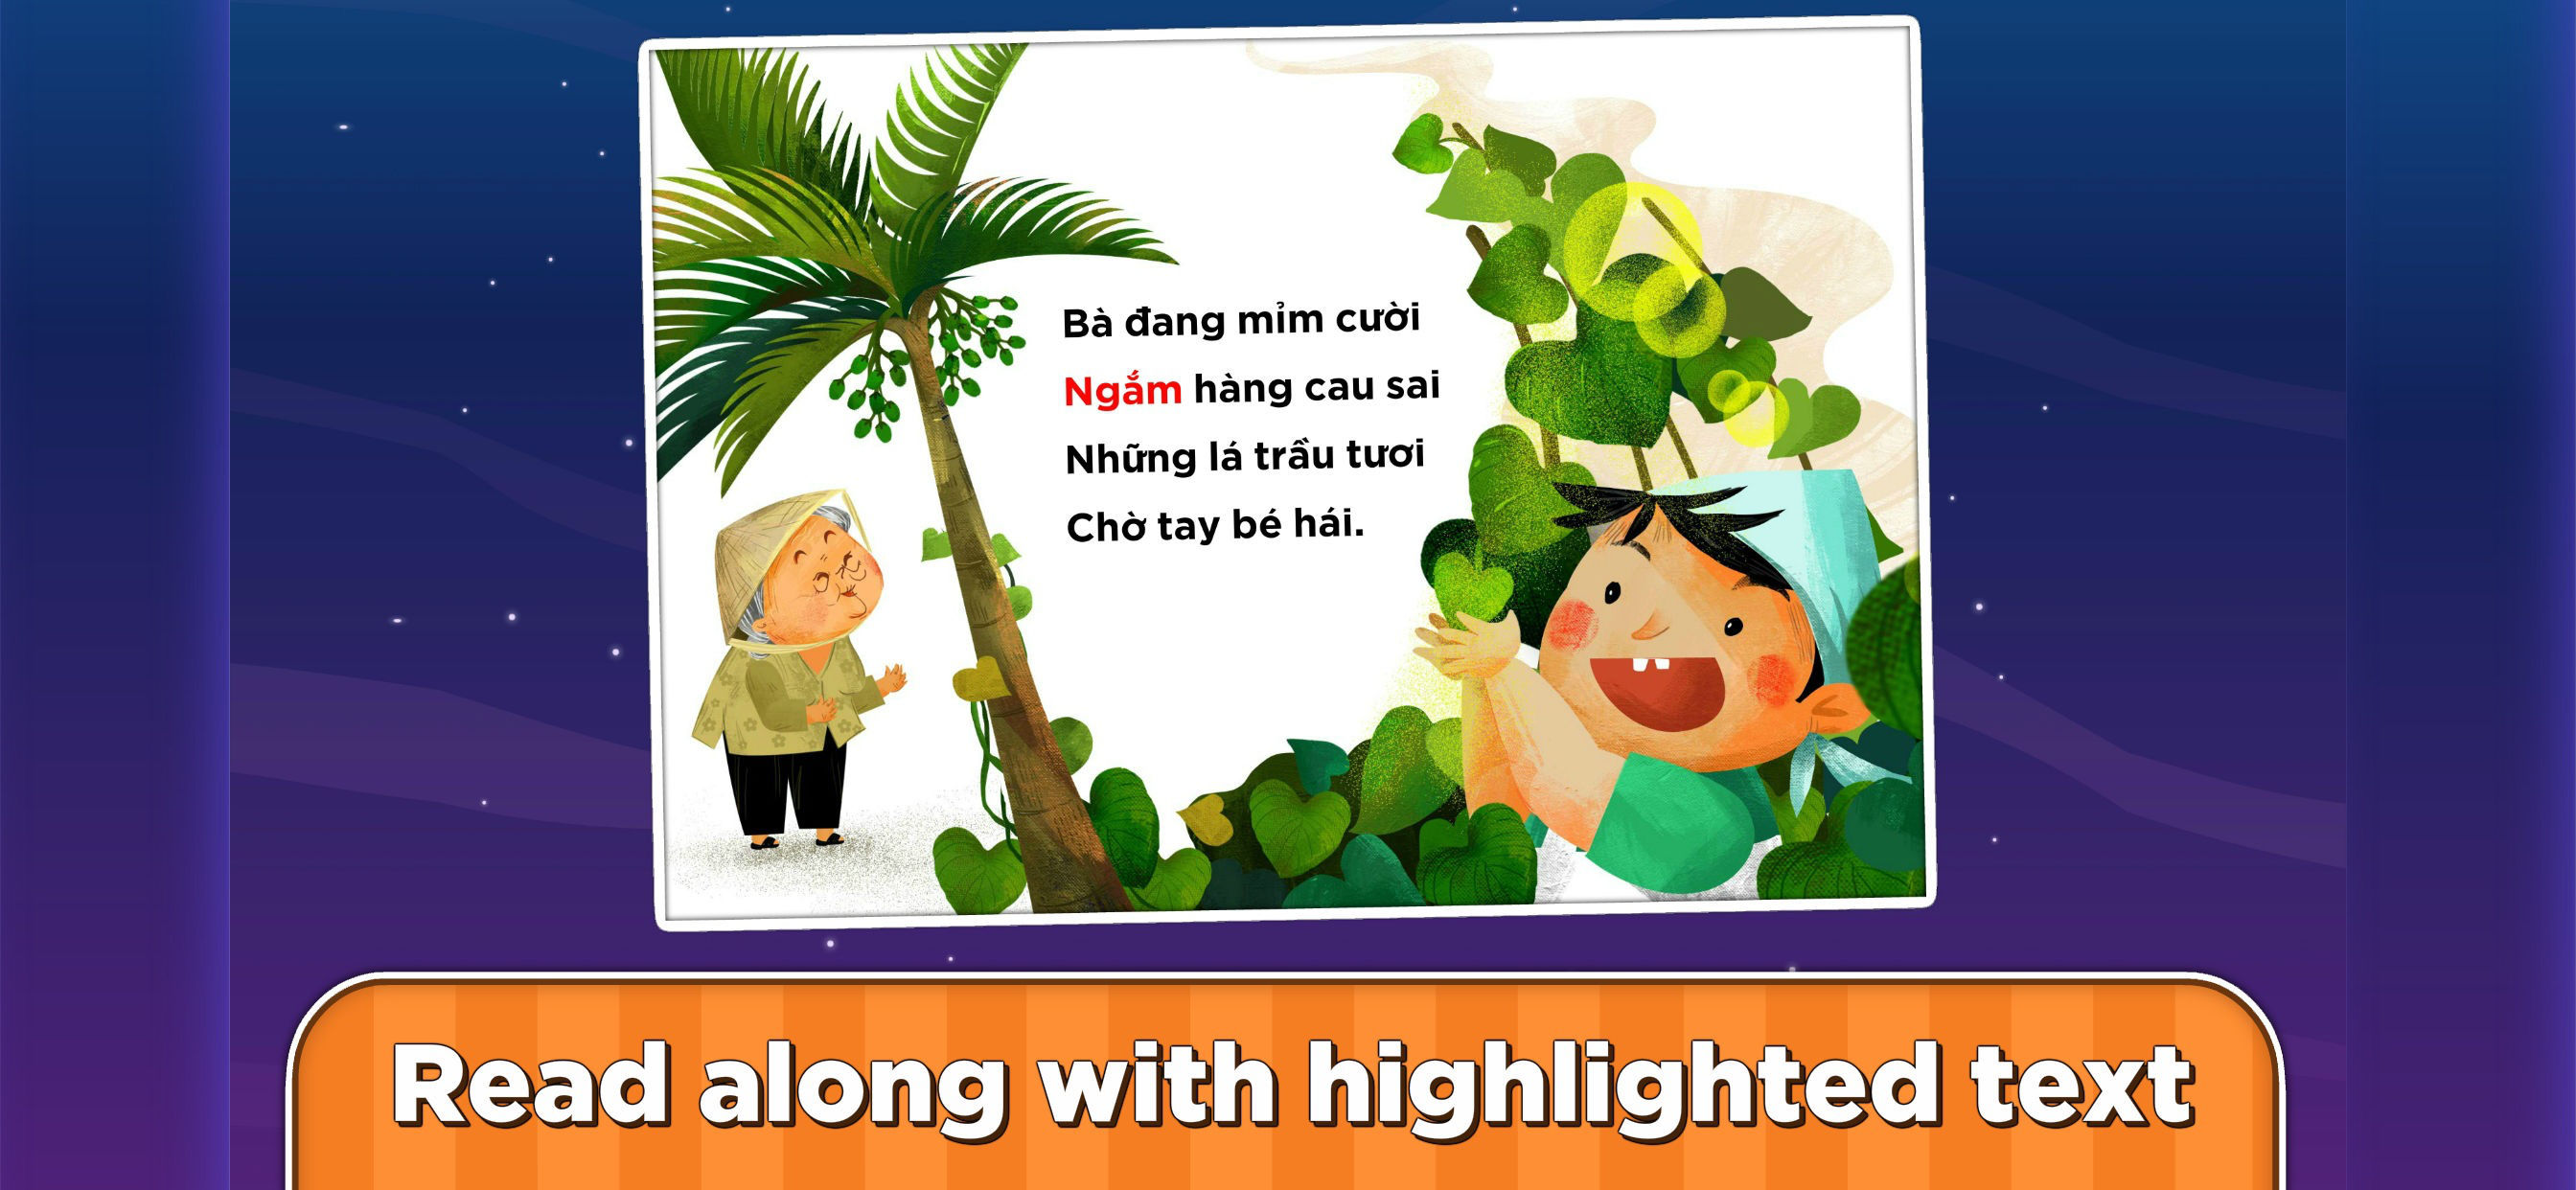 Bà đang mỉm cười
Ngắm hàng cau sai
Những lá trầu tươi
Chờ tay bé hái.
Read along with highlighted text